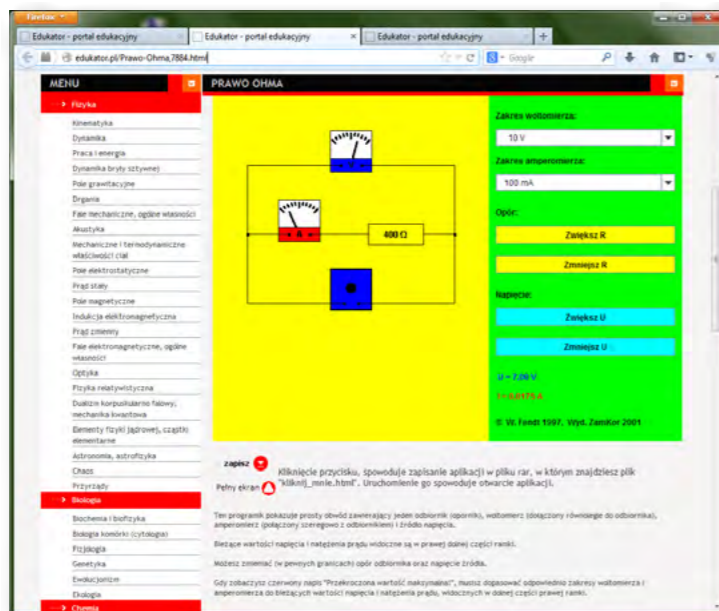 Firefox
Edukator - portal edukacyjny
Edukator - portal edukacyjny
Edukator - portal edukacyjny
edukator.pl/Prawo-Ohma,7884.html
Google
MENU
Fizyka
Kinematyka
Dynamika
Praca i energia
Dynamika bryły sztywnej
Pole grawitacyjne
Drgania
Fale mechaniczne, ogólne własności
Akustyka
Mechaniczne i termodynamiczne
właściwości ciał
Pole elektrostatyczne
Prąd stały
Pole magnetyczne
Indukcja elektromagnetyczna
Prąd zmienny
Fale elektromagnetyczne, ogólne
własności
Optyka
Fizyka relatywistyczna
Dualizm korpuskularno falowy,
mechanika kwantowa
Elementy fizyki jądrowej, cząstki
elementarne
Astronomia, astrofizyka
Chaos
Przyrządy
Biologia
Biochemia i biofizyka
Biologia komórki (cytologia)
Fizjologia
Genetyka
Ewolucjonizm
Ekologia
Chemia
PRAWO OHMA
V
A
400 Ω
Zakres woltomierza:
10 V
Zakres amperomierza:
100 mA
Opór:
Zwiększ R
Zmniejsz R
Napięcie:
Zwiększ U
Zmniejsz U
U = 7,00 V
I = 0,0175 A
© W. Fendt 1997, Wyd. ZamKor 2001
zapisz
Pełny ekran
Kliknięcie przycisku, spowoduje zapisanie aplikacji w pliku rar, w którym znajdziesz plik
"kliknij_mnie.html". Uruchomienie go spowoduje otwarcie aplikacji.
Ten programik pokazuje prosty obwód zawierający jeden odbiornik (opornik), woltomierz (dołączony równolegle do odbiornika),
amperomierz (połączony szeregowo z odbiornikiem) i źródło napięcia.
Bieżące wartości napięcia i natężenia prądu widoczne są w prawej dolnej części ramki.
Możesz zmieniać (w pewnych granicach) opór odbiornika oraz napięcie źródła.
Gdy zobaczysz czerwony napis "Przekroczona wartość maksymalna!", musisz dopasować odpowiednio zakresy woltomierza i
amperomierza do bieżących wartości napięcia i natężenia prądu, widocznych w dolnej części prawej ramki.